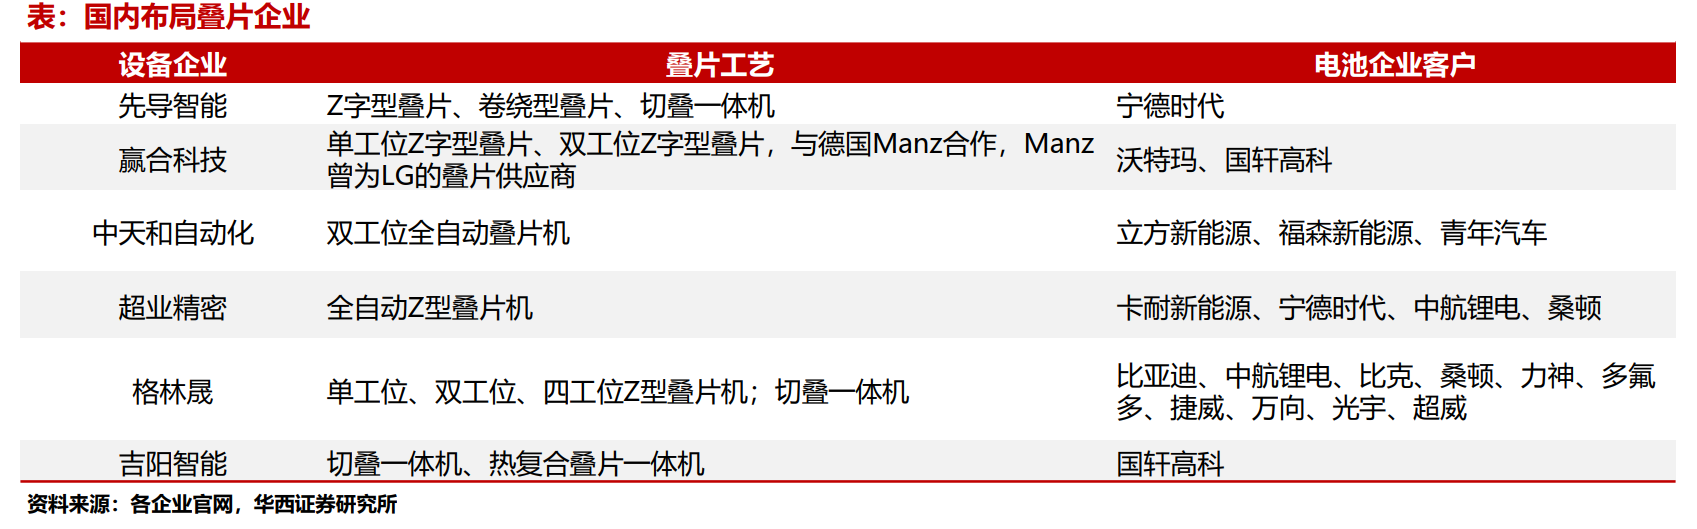 表：国内布局叠片企业
设备企业 叠片工艺 电池企业客户
先导智能 Z字型叠片、卷绕型叠片、切叠一体机 宁德时代
赢合科技 单工位Z字型叠片、双工位Z字型叠片，与德国Manz合作，Manz
曾为LG的叠片供应商 沃特玛、国轩高科
中天和自动化 双工位全自动叠片机 立方新能源、福森新能源、青年汽车
超业精密 全自动Z型叠片机 卡耐新能源、宁德时代、中航锂电、桑顿
格林晟 单工位、双工位、四工位Z型叠片机；切叠一体机 比亚迪、中航锂电、比克、桑顿、力神、多氟
多、捷威、万向、光宇、超威
吉阳智能 切叠一体机、热复合叠片一体机 国轩高科
资料来源：各企业官网，华西证券研究所